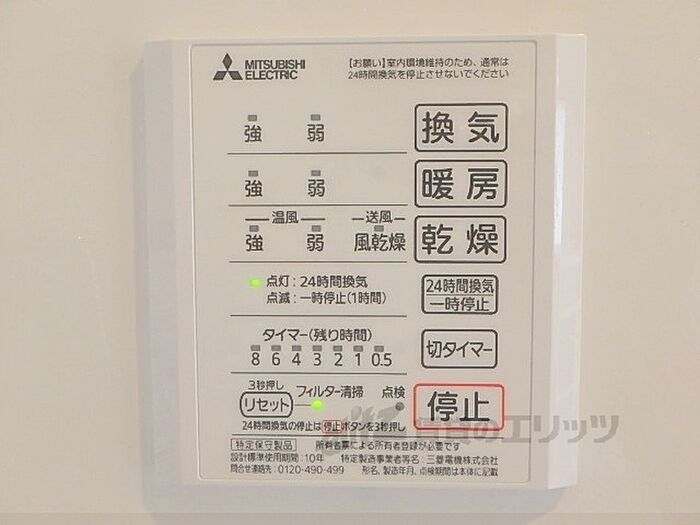 MITSUBISHI
ELECTRIC
【お願い】室内環境維持のため、通常は
24時間換気を停止させないでください
強 弱 換気
強 弱 暖房
温風 送風
強 弱 風乾燥 乾燥
点灯：24時間換気
点滅：一時停止(1時間)
24時間換気
一時停止
タイマー(残り時間)
8 6 4 3 2 1 0.5
切タイマー
3秒押し
リセット フィルター清掃 点検
停止
24時間換気の停止は停止ボタンを3秒押し
特定保守製品 所有者票による所有者登録が必要です
設計標準使用期間：10年 特定製造事業者等名：三菱電機株式会社
問合せ連絡先：0120-490-499 形名、製造年月、点検期間は本体に記載
賃貸のエリッツ